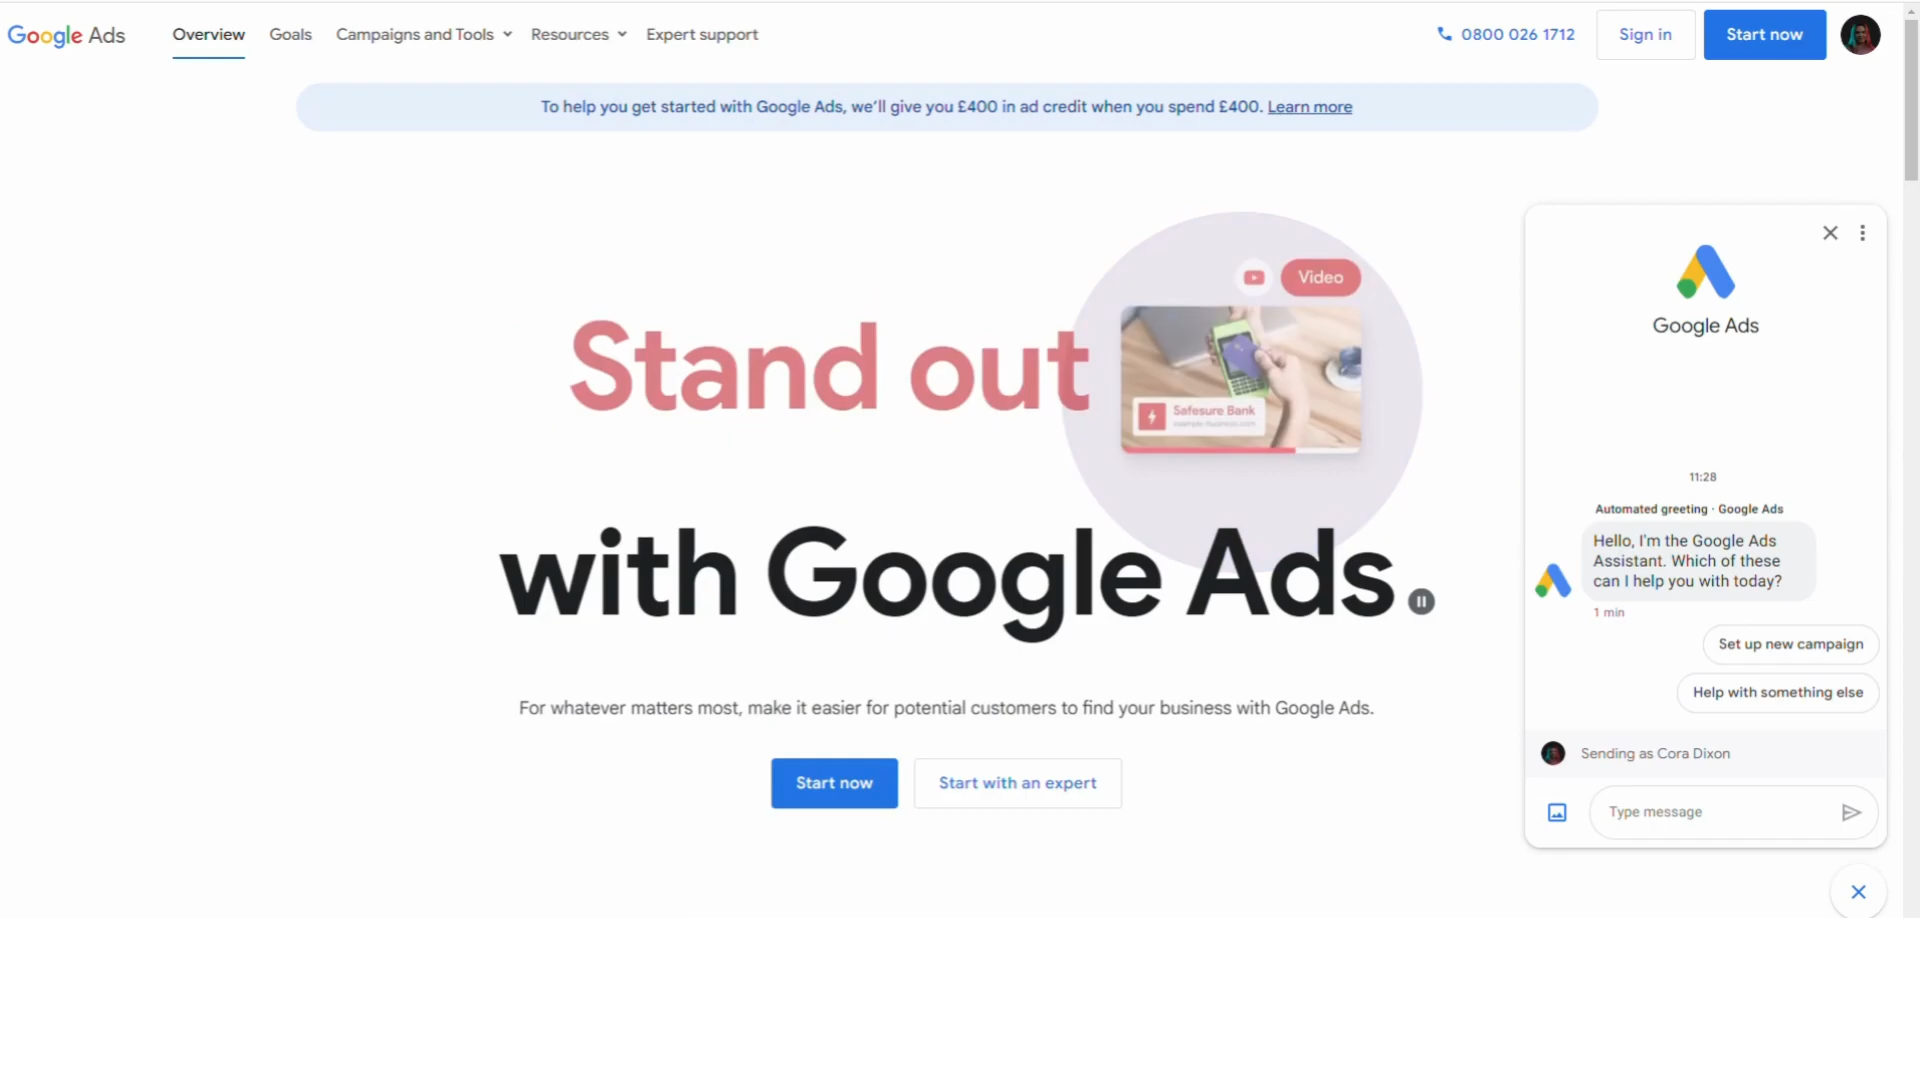 Google Ads
Overview
Goals
Campaigns and Tools
Resources
Expert support
0800 026 1712
Sign in
Start now
To help you get started with Google Ads, we'll give you £400 in ad credit when you spend £400. Learn more
Video
Stand out
Safesure Bank
with Google Ads.
For whatever matters most, make it easier for potential customers to find your business with Google Ads.
Start now
Start with an expert
Google Ads
11:28
Automated greeting · Google Ads
Hello, I'm the Google Ads
Assistant. Which of these
can I help you with today?
1 min
Set up new campaign
Help with something else
Sending as Cora Dixon
Type message